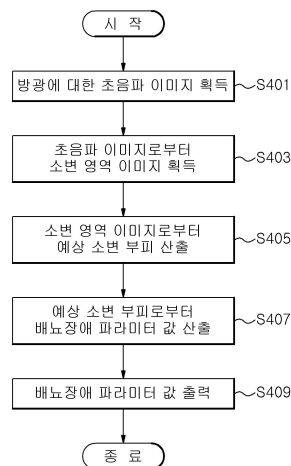 시 작
방광에 대한 초음파 이미지 획득
S401
초음파 이미지로부터
소변 영역 이미지 획득
S403
소변 영역 이미지로부터
예상 소변 부피 산출
S405
예상 소변 부피로부터
배뇨장애 파라미터 값 산출
S407
배뇨장애 파라미터 값 출력
S409
종 료